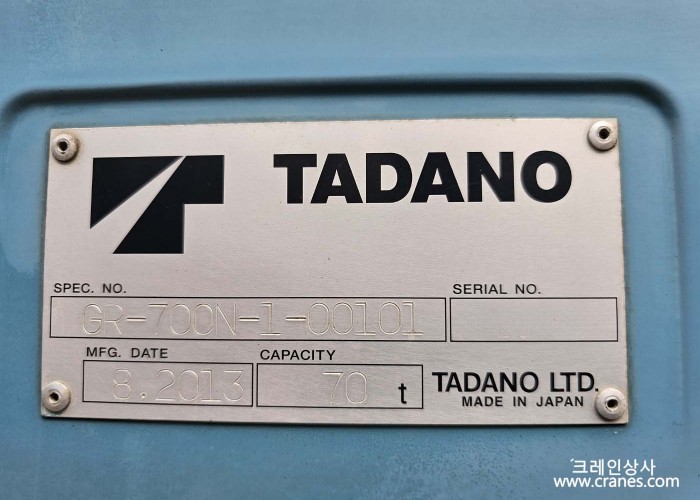 TADANO
SPEC. NO.
SERIAL NO.
GR-700N-1-00101
MFG. DATE
CAPACITY
8.2013
70 t
TADANO LTD.
MADE IN JAPAN
크레인상사
www.cranes.com